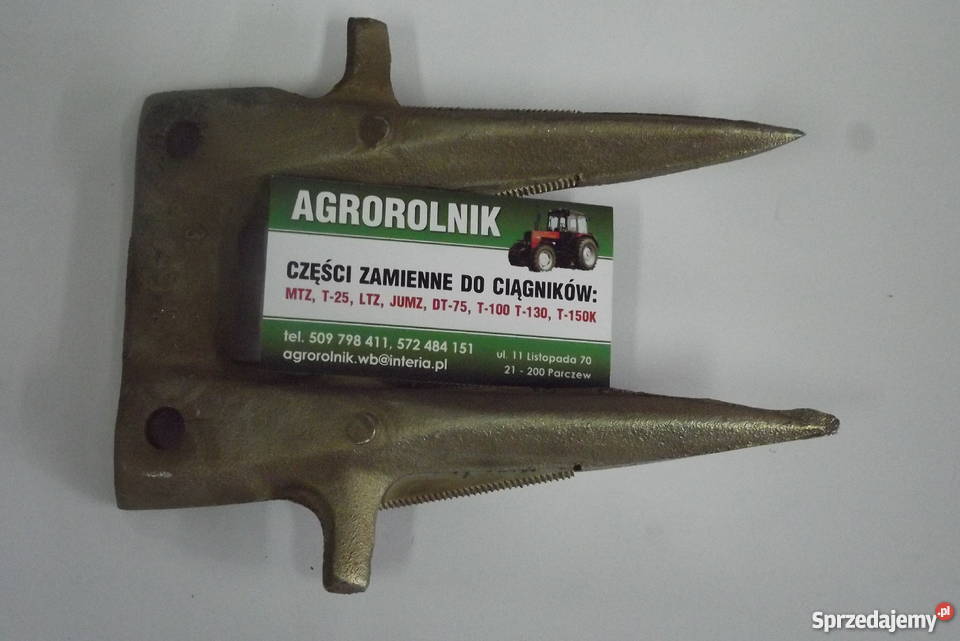 AGROROLNIK
CZĘŚCI ZAMIENNE DO CIĄGNIKÓW:
MTZ, T-25, LTZ, JUMZ, DT-75, T-100 T-130, T-150K
tel. 509 798 411, 572 484 151
agrorolnik.wb@interia.pl
ul. 11 Listopada 70
21 - 200 Parczew
Sprzedajemy.pl